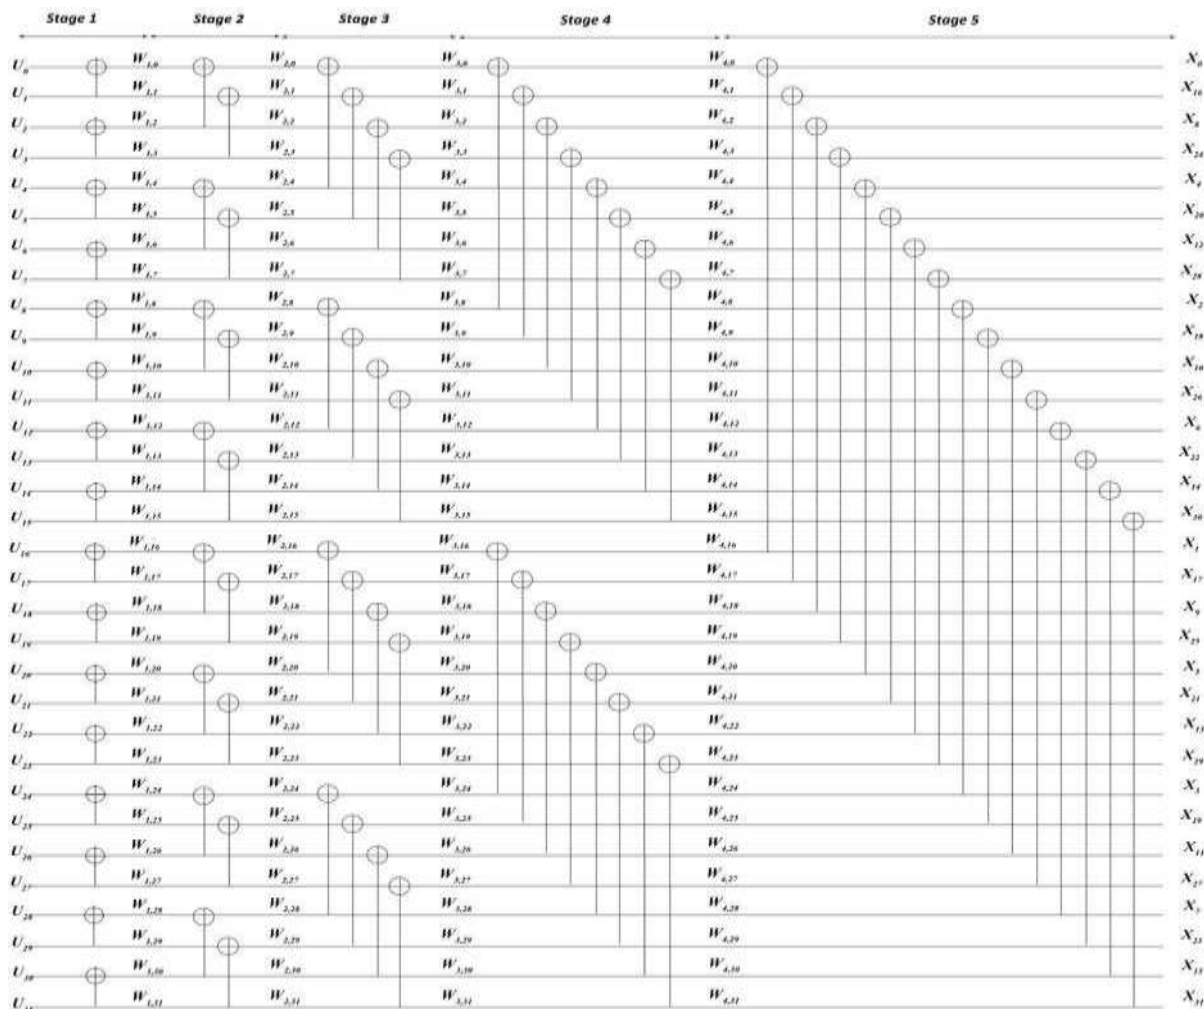 Stage 1 Stage 2 Stage 3 Stage 4 Stage 5
U0 W1,0 W2,0 W3,0 W4,0 X0
U1 W1,1 W2,1 W3,1 W4,1 X16
U2 W1,2 W2,2 W3,2 W4,2 X8
U3 W1,3 W2,3 W3,3 W4,3 X24
U4 W1,4 W2,4 W3,4 W4,4 X4
U5 W1,5 W2,5 W3,5 W4,5 X20
U6 W1,6 W2,6 W3,6 W4,6 X12
U7 W1,7 W2,7 W3,7 W4,7 X28
U8 W1,8 W2,8 W3,8 W4,8 X2
U9 W1,9 W2,9 W3,9 W4,9 X18
U10 W1,10 W2,10 W3,10 W4,10 X10
U11 W1,11 W2,11 W3,11 W4,11 X26
U12 W1,12 W2,12 W3,12 W4,12 X6
U13 W1,13 W2,13 W3,13 W4,13 X22
U14 W1,14 W2,14 W3,14 W4,14 X14
U15 W1,15 W2,15 W3,15 W4,15 X30
U16 W1,16 W2,16 W3,16 W4,16 X1
U17 W1,17 W2,17 W3,17 W4,17 X17
U18 W1,18 W2,18 W3,18 W4,18 X9
U19 W1,19 W2,19 W3,19 W4,19 X25
U20 W1,20 W2,20 W3,20 W4,20 X5
U21 W1,21 W2,21 W3,21 W4,21 X21
U22 W1,22 W2,22 W3,22 W4,22 X13
U23 W1,23 W2,23 W3,23 W4,23 X29
U24 W1,24 W2,24 W3,24 W4,24 X3
U25 W1,25 W2,25 W3,25 W4,25 X19
U26 W1,26 W2,26 W3,26 W4,26 X11
U27 W1,27 W2,27 W3,27 W4,27 X27
U28 W1,28 W2,28 W3,28 W4,28 X7
U29 W1,29 W2,29 W3,29 W4,29 X23
U30 W1,30 W2,30 W3,30 W4,30 X15
W1,31 W2,31 W3,31 W4,31 X31